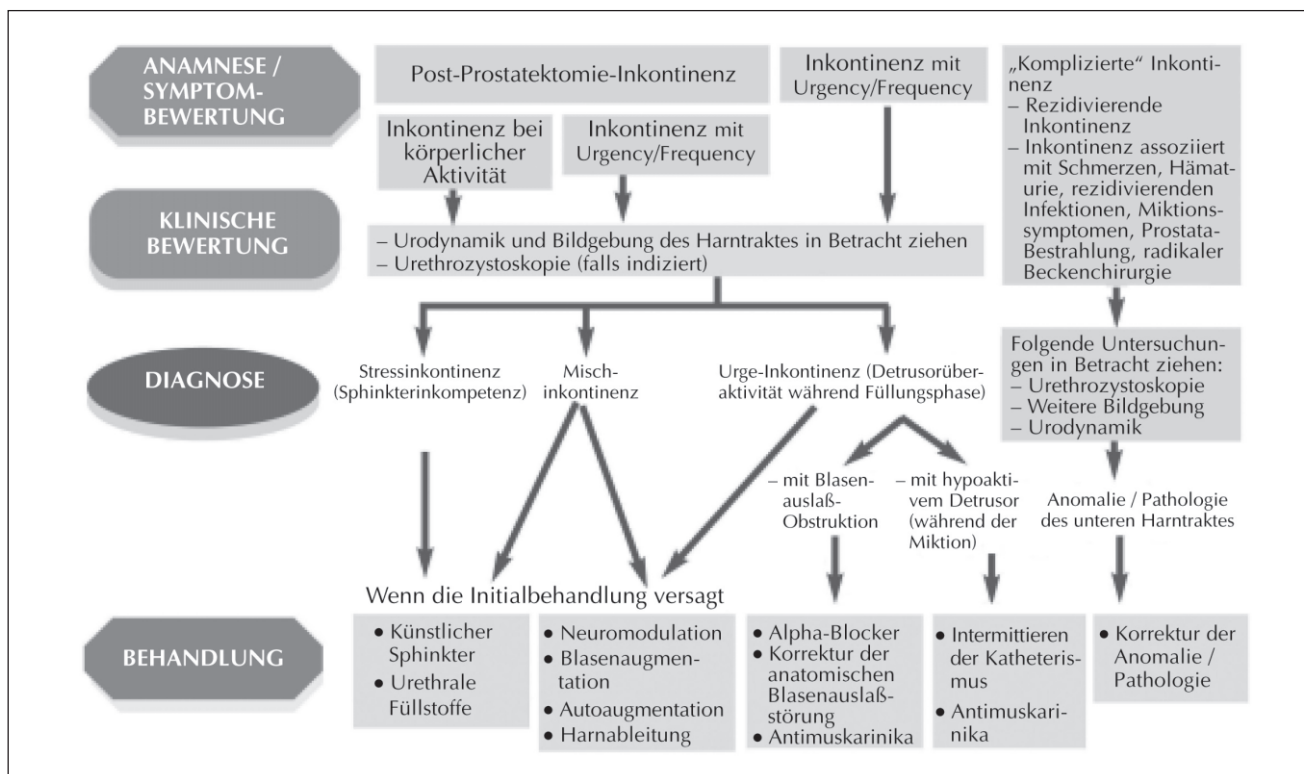 ANAMNESE /
SYMPTOM-
BEWERTUNG
Post-Prostatektomie-Inkontinenz
Inkontinenz bei
körperlicher
Aktivität
Inkontinenz mit
Urgency/Frequency
Inkontinenz mit
Urgency/Frequency
„Komplizierte“ Inkonti-
nenz
– Rezidivierende
Inkontinenz
– Inkontinenz assoziiert
mit Schmerzen, Hämat-
urie, rezidivierenden
Infektionen, Miktions-
symptomen, Prostata-
Bestrahlung, radikaler
Beckenchirurgie
KLINISCHE
BEWERTUNG
– Urodynamik und Bildgebung des Harntraktes in Betracht ziehen
– Urethrozystoskopie (falls indiziert)
DIAGNOSE
Stressinkontinenz
(Sphinkterinkompetenz)
Misch-
inkontinenz
Urge-Inkontinenz (Detrusorüber-
aktivität während Füllungsphase)
– mit Blasen-
auslaß-
Obstruktion
– mit hypoakti-
vem Detrusor
(während der
Miktion)
Folgende Untersuchun-
gen in Betracht ziehen:
– Urethrozystoskopie
– Weitere Bildgebung
– Urodynamik
Anomalie / Pathologie
des unteren Harntraktes
BEHANDLUNG
Wenn die Initialbehandlung versagt
● Künstlicher
Sphinkter
● Urethrale
Füllstoffe
● Neuromodulation
● Blasenaugmen-
tation
● Autoaugmentation
● Harnableitung
● Alpha-Blocker
● Korrektur der
anatomischen
Blasenauslaß-
störung
● Antimuskarinika
● Intermittieren
der Katheteris-
mus
● Antimuskari-
nika
● Korrektur der
Anomalie /
Pathologie